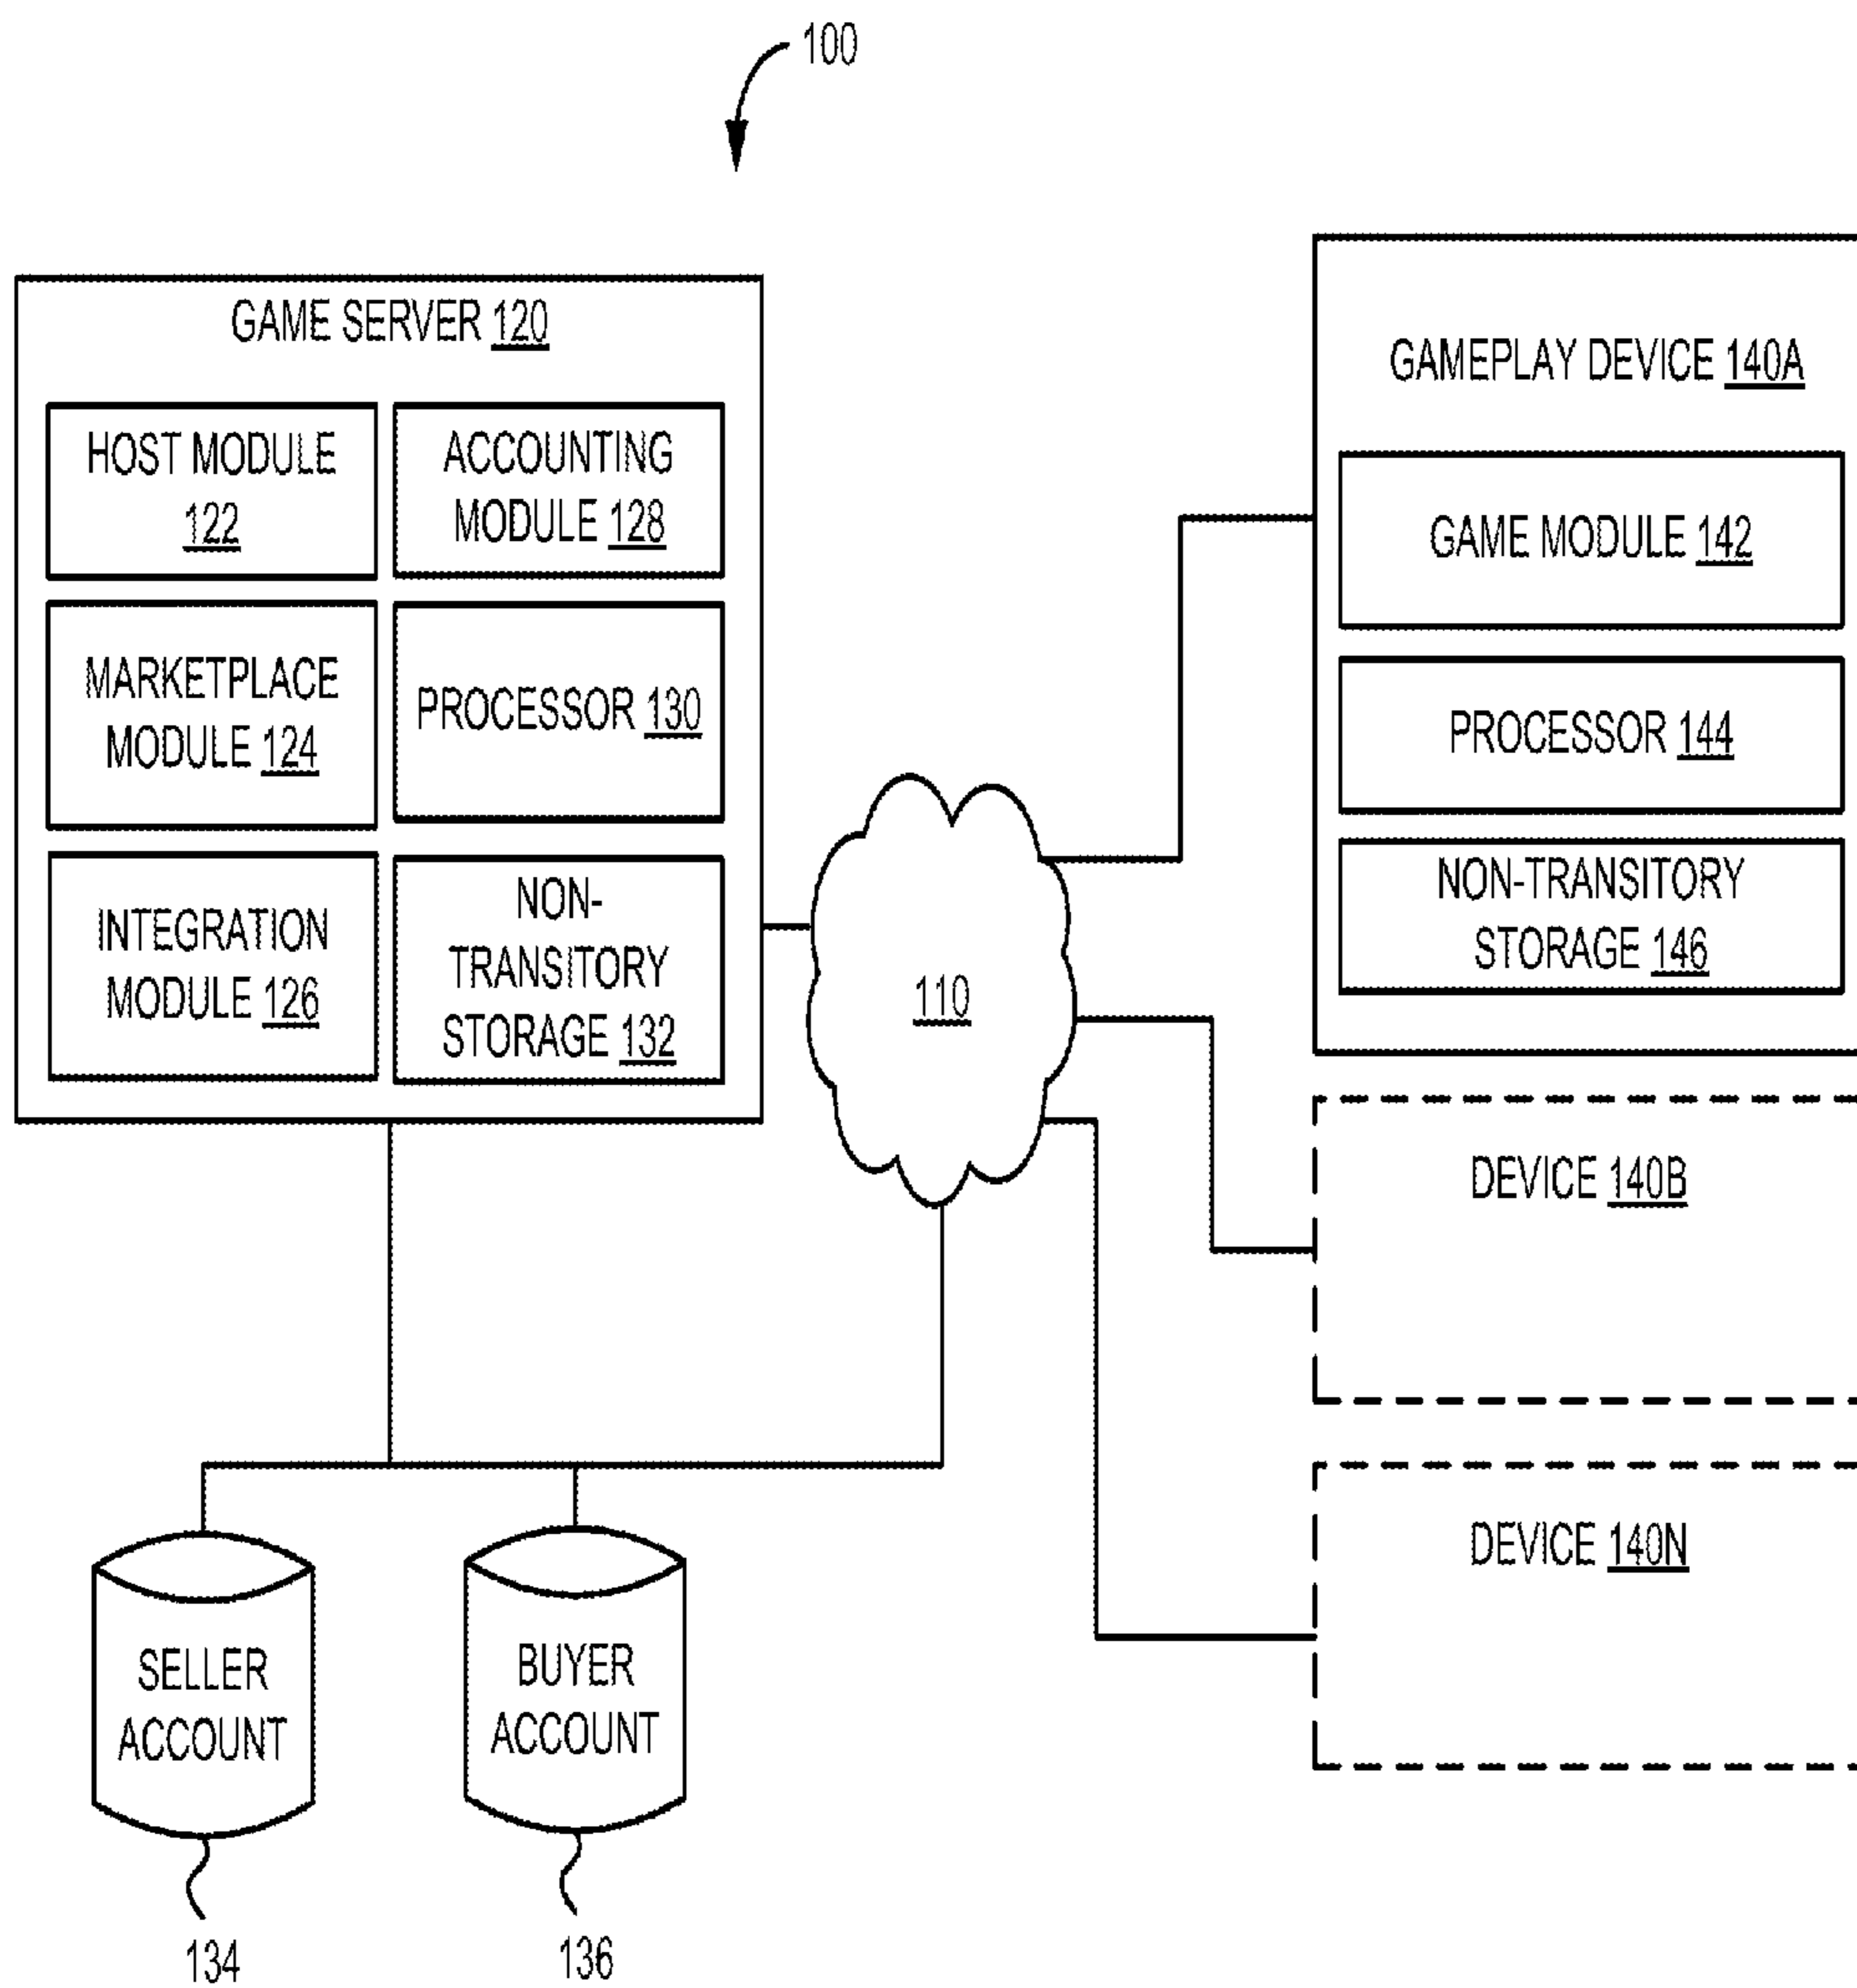 100
GAME SERVER 120
HOST MODULE
122
ACCOUNTING
MODULE 128
MARKETPLACE
MODULE 124
PROCESSOR 130
INTEGRATION
MODULE 126
NON-
TRANSITORY
STORAGE 132
110
GAMEPLAY DEVICE 140A
GAME MODULE 142
PROCESSOR 144
NON-TRANSITORY
STORAGE 146
DEVICE 140B
DEVICE 140N
SELLER
ACCOUNT
134
BUYER
ACCOUNT
136